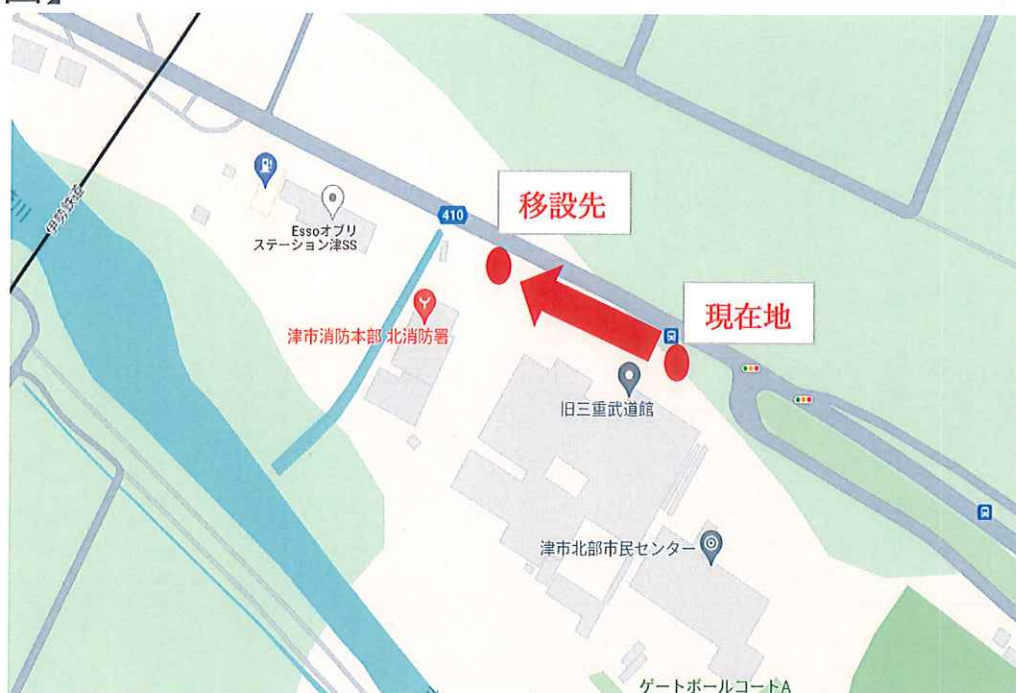 移設先
410
Essoオブリ
ステーション津SS
伊勢鉄道
現在地
津市消防本部 北消防署
旧三重武道館
津市北部市民センター
ゲートボールコートA